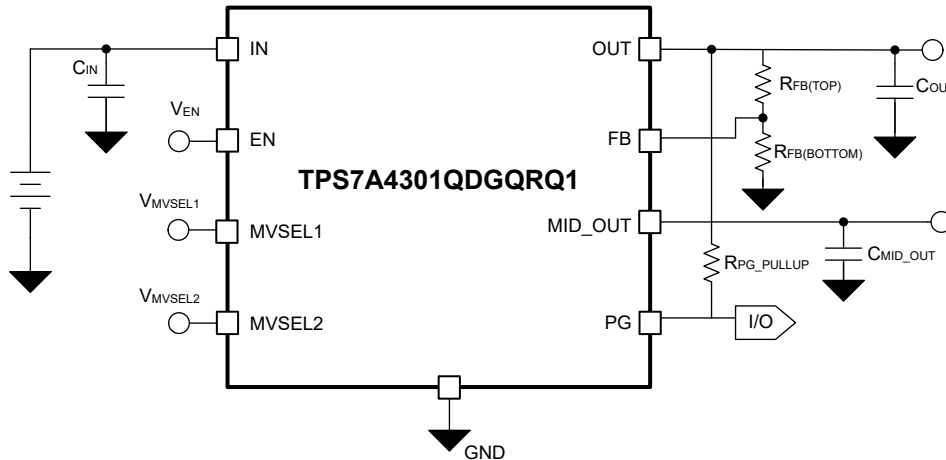 IN
OUT
CIN
RFB(TOP)
COU
VEN
EN
FB
RFB(BOTTOM)
TPS7A4301QDGQRQ1
VMVSEL1
MVSEL1
MID_OUT
CMID_OUT
RPG_PULLUP
VMVSEL2
MVSEL2
PG
I/O
GND